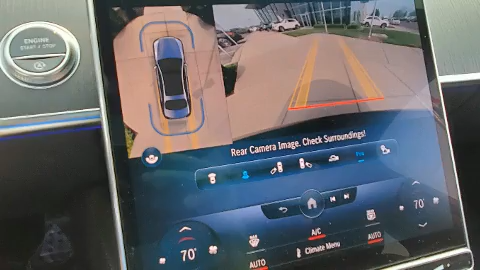 ENGINE
START / STOP
Rear Camera Image. Check Surroundings!
70°
A/C
70°
AUTO
Climate Menu
AUTO